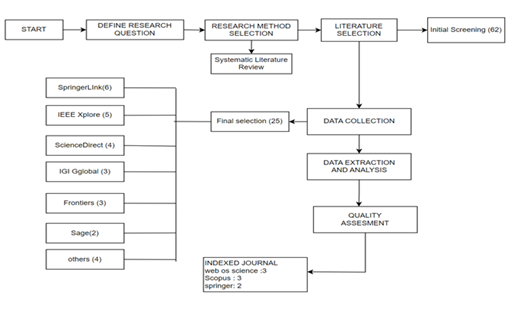 START
DEFINE RESEARCH
QUESTION
RESEARCH METHOD
SELECTION
LITERATURE
SELECTION
Initial Screening (62)
Systematic Literature
Review
SpringerLInk(6)
IEEE Xplore (5)
ScienceDirect (4)
IGI Gglobal (3)
Frontiers (3)
Sage(2)
others (4)
Final selection (25)
DATA COLLECTION
DATA EXTRACTION
AND ANALYSIS
QUALITY
ASSESMENT
INDEXED JOURNAL
web os science :3
Scopus : 3
springer: 2